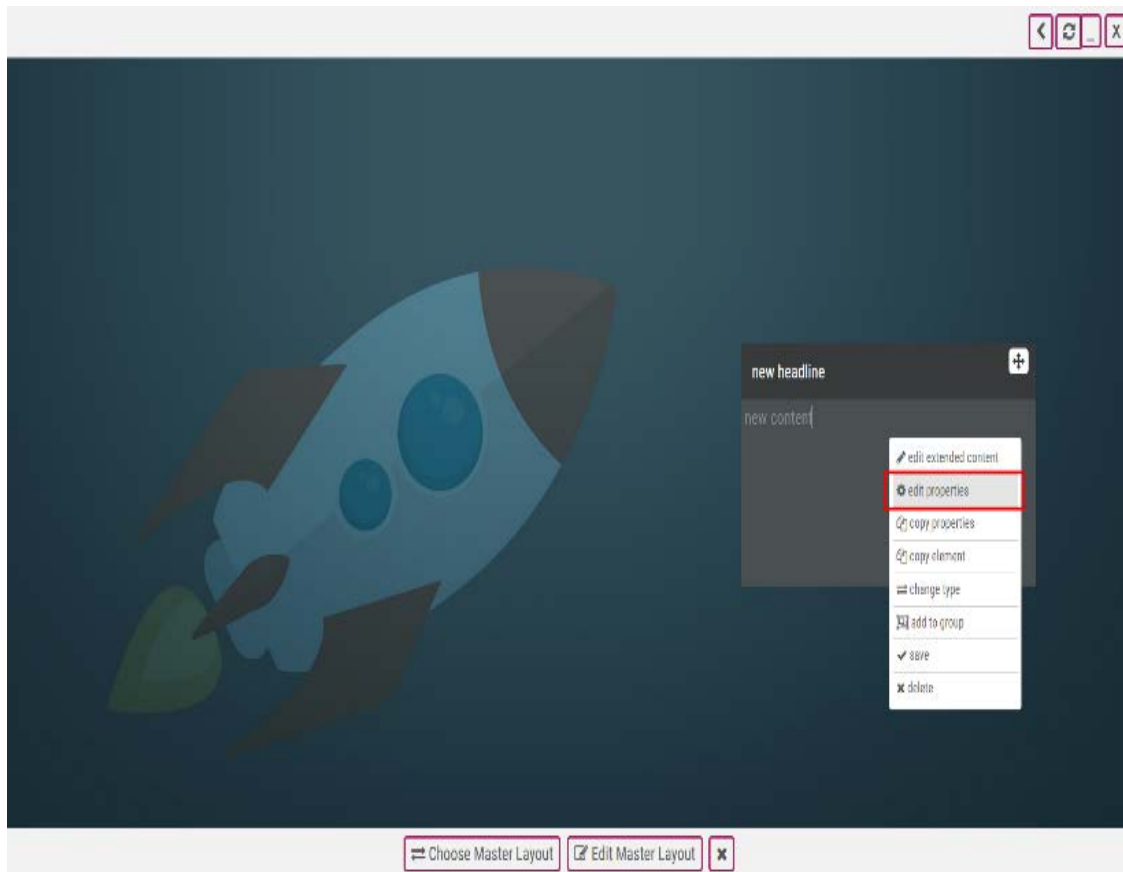 _ X
new headline
new content
edit extended content
edit properties
copy properties
copy element
change type
add to group
save
delete
Choose Master Layout Edit Master Layout